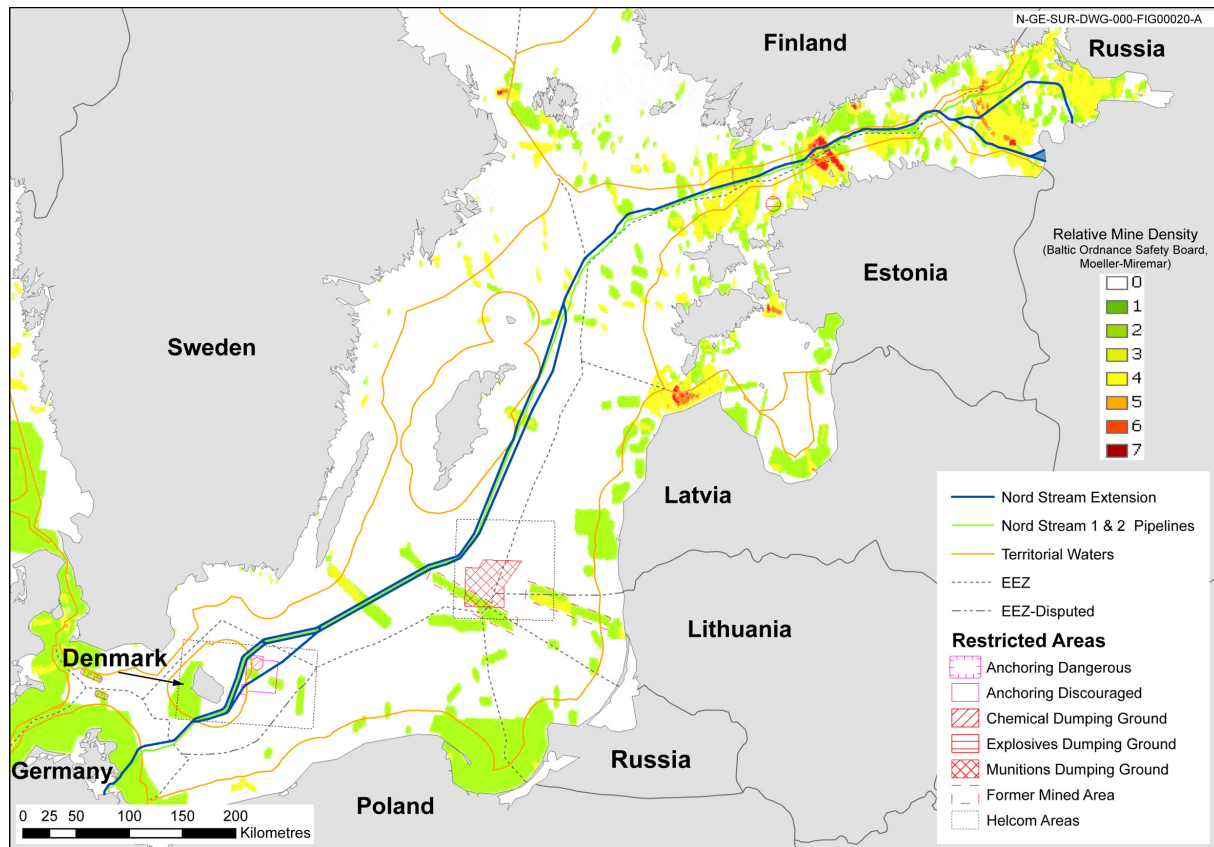 N-GE-SUR-DWG-000-FIG00020-A
Finland
Russia
Sweden
Estonia
Relative Mine Density
(Baltic Ordnance Safety Board,
Moeller-Miremar)
0
1
2
3
4
5
6
7
Latvia
Lithuania
Denmark
Germany
Poland
Russia
Nord Stream Extension
Nord Stream 1 & 2 Pipelines
Territorial Waters
EEZ
EEZ-Disputed
Restricted Areas
Anchoring Dangerous
Anchoring Discouraged
Chemical Dumping Ground
Explosives Dumping Ground
Munitions Dumping Ground
Former Mined Area
Helcom Areas
0 25 50 100 150 200
Kilometres